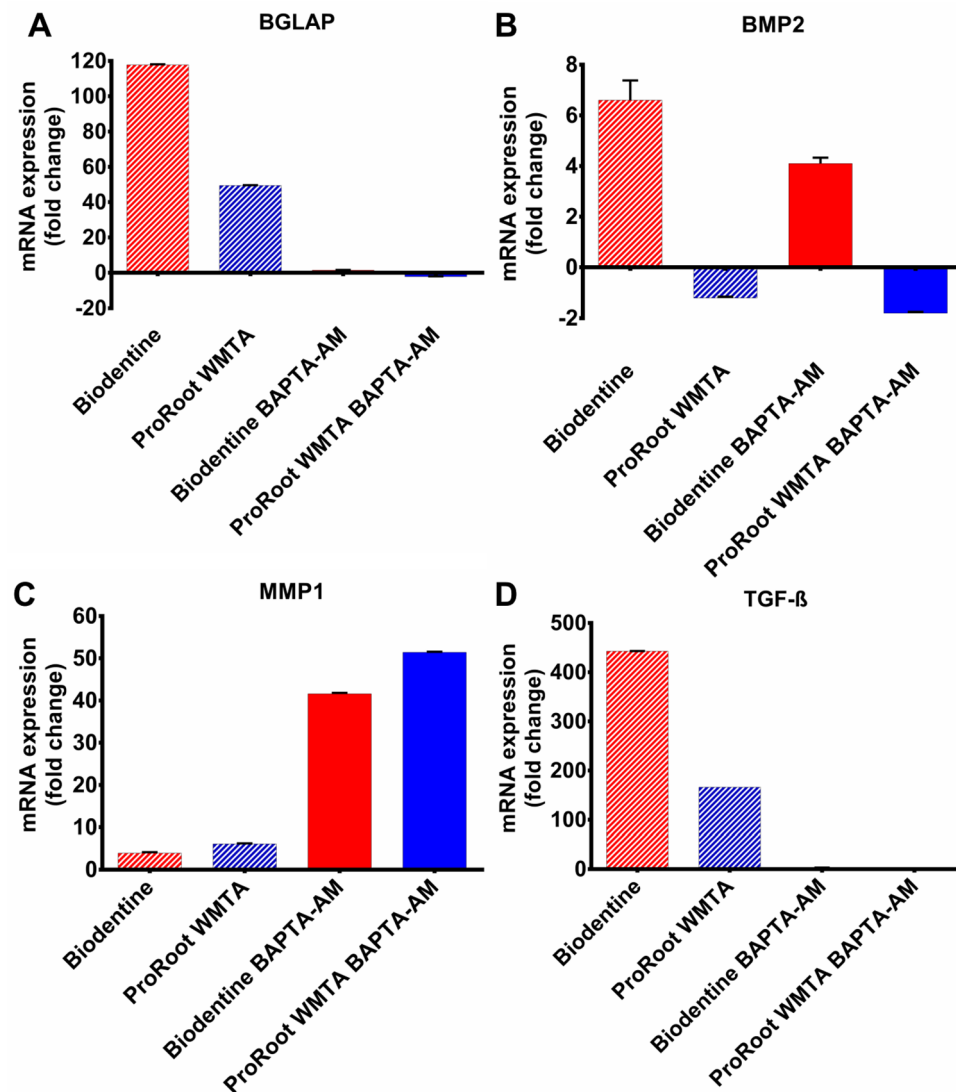 A
BGLAP
mRNA expression
(fold change)
120
100
80
60
40
20
0
-20
Biodentine
ProRoot WMTA
Biodentine BAPTA-AM
ProRoot WMTA BAPTA-AM
B
BMP2
mRNA expression
(fold change)
8
6
4
2
0
-2
Biodentine
ProRoot WMTA
Biodentine BAPTA-AM
ProRoot WMTA BAPTA-AM
C
MMP1
mRNA expression
(fold change)
60
50
40
30
20
10
0
Biodentine
ProRoot WMTA
Biodentine BAPTA-AM
ProRoot WMTA BAPTA-AM
D
TGF-ß
mRNA expression
(fold change)
500
400
300
200
100
0
Biodentine
ProRoot WMTA
Biodentine BAPTA-AM
ProRoot WMTA BAPTA-AM